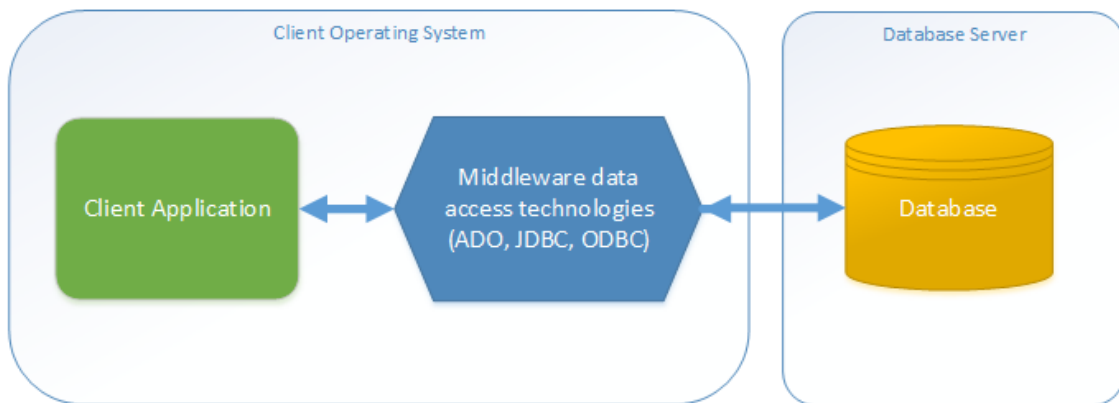 Client Operating System
Database Server
Client Application
Middleware data
access technologies
(ADO, JDBC, ODBC)
Database